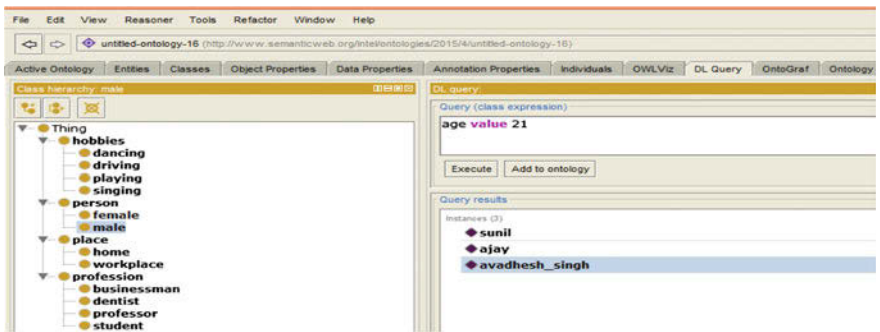 File Edit View Reasoner Tools Refactor Window Help
untitled-ontology-16 (http://www.semanticweb.org/intel/ontologies/2015/4/untitled-ontology-16)
Active Ontology Entities Classes Object Properties Data Properties Annotation Properties Individuals OWLViz DL Query OntoGraf Ontology
Class hierarchy: male
Thing
hobbies
dancing
driving
playing
singing
person
female
male
place
home
workplace
profession
businessman
dentist
professor
student
DL query:
Query (class expression)
age value 21
Execute Add to ontology
Query results
Instances (3)
sunil
ajay
avadhesh_singh